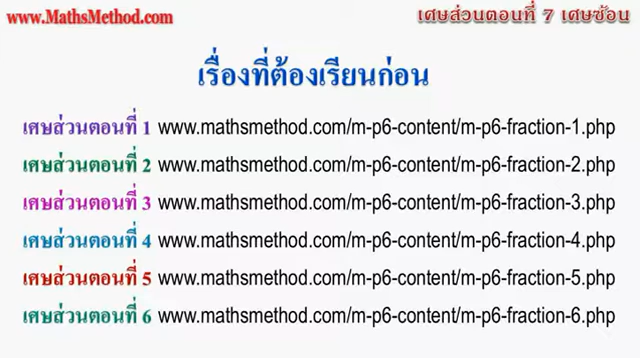 www.MathsMethod.com
เศษส่วนตอนที่ 7 เศษซ้อน
เรื่องที่ต้องเรียนก่อน
เศษส่วนตอนที่ 1 www.mathsmethod.com/m-p6-content/m-p6-fraction-1.php
เศษส่วนตอนที่ 2 www.mathsmethod.com/m-p6-content/m-p6-fraction-2.php
เศษส่วนตอนที่ 3 www.mathsmethod.com/m-p6-content/m-p6-fraction-3.php
เศษส่วนตอนที่ 4 www.mathsmethod.com/m-p6-content/m-p6-fraction-4.php
เศษส่วนตอนที่ 5 www.mathsmethod.com/m-p6-content/m-p6-fraction-5.php
เศษส่วนตอนที่ 6 www.mathsmethod.com/m-p6-content/m-p6-fraction-6.php